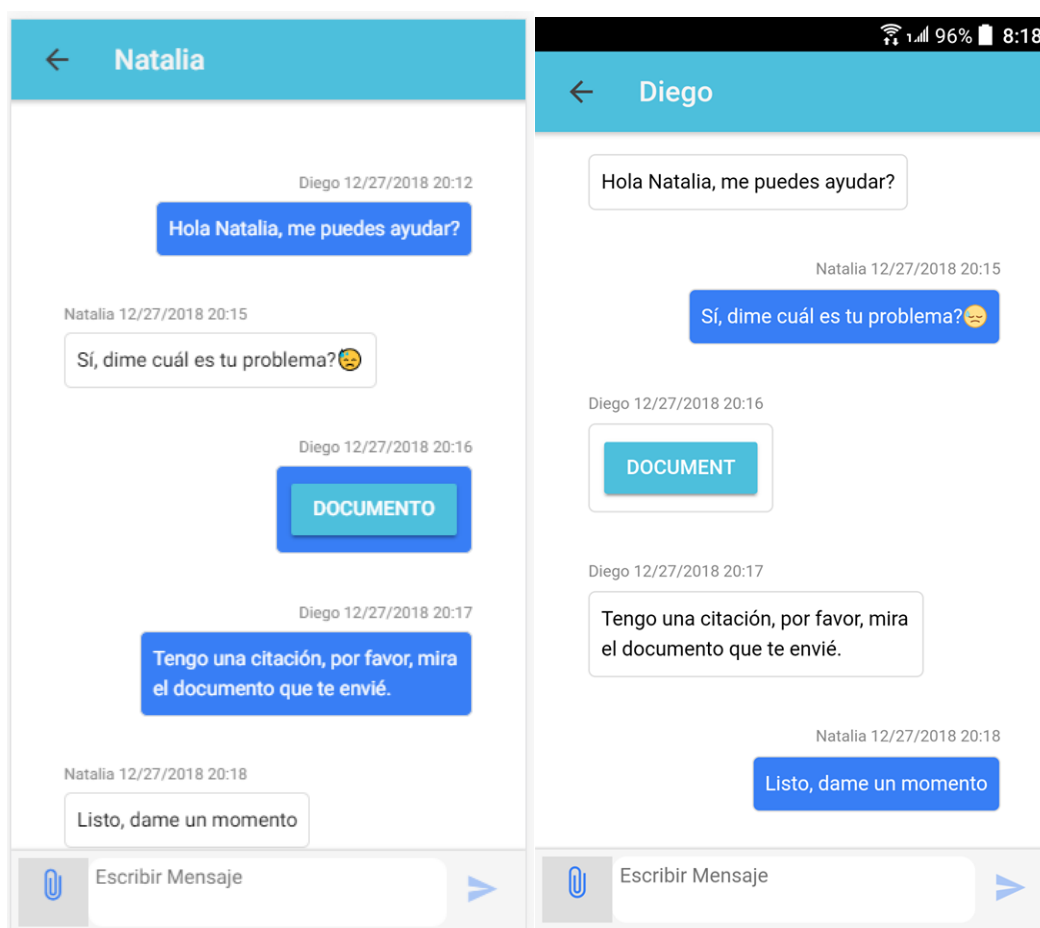 Natalia
Diego 12/27/2018 20:12
Hola Natalia, me puedes ayudar?
Natalia 12/27/2018 20:15
Sí, dime cuál es tu problema?😓
Diego 12/27/2018 20:16
DOCUMENTO
Diego 12/27/2018 20:17
Tengo una citación, por favor, mira
el documento que te envié.
Natalia 12/27/2018 20:18
Listo, dame un momento
Escribir Mensaje
1 96% 8:18
Diego
Hola Natalia, me puedes ayudar?
Natalia 12/27/2018 20:15
Sí, dime cuál es tu problema?😓
Diego 12/27/2018 20:16
DOCUMENT
Diego 12/27/2018 20:17
Tengo una citación, por favor, mira
el documento que te envié.
Natalia 12/27/2018 20:18
Listo, dame un momento
Escribir Mensaje